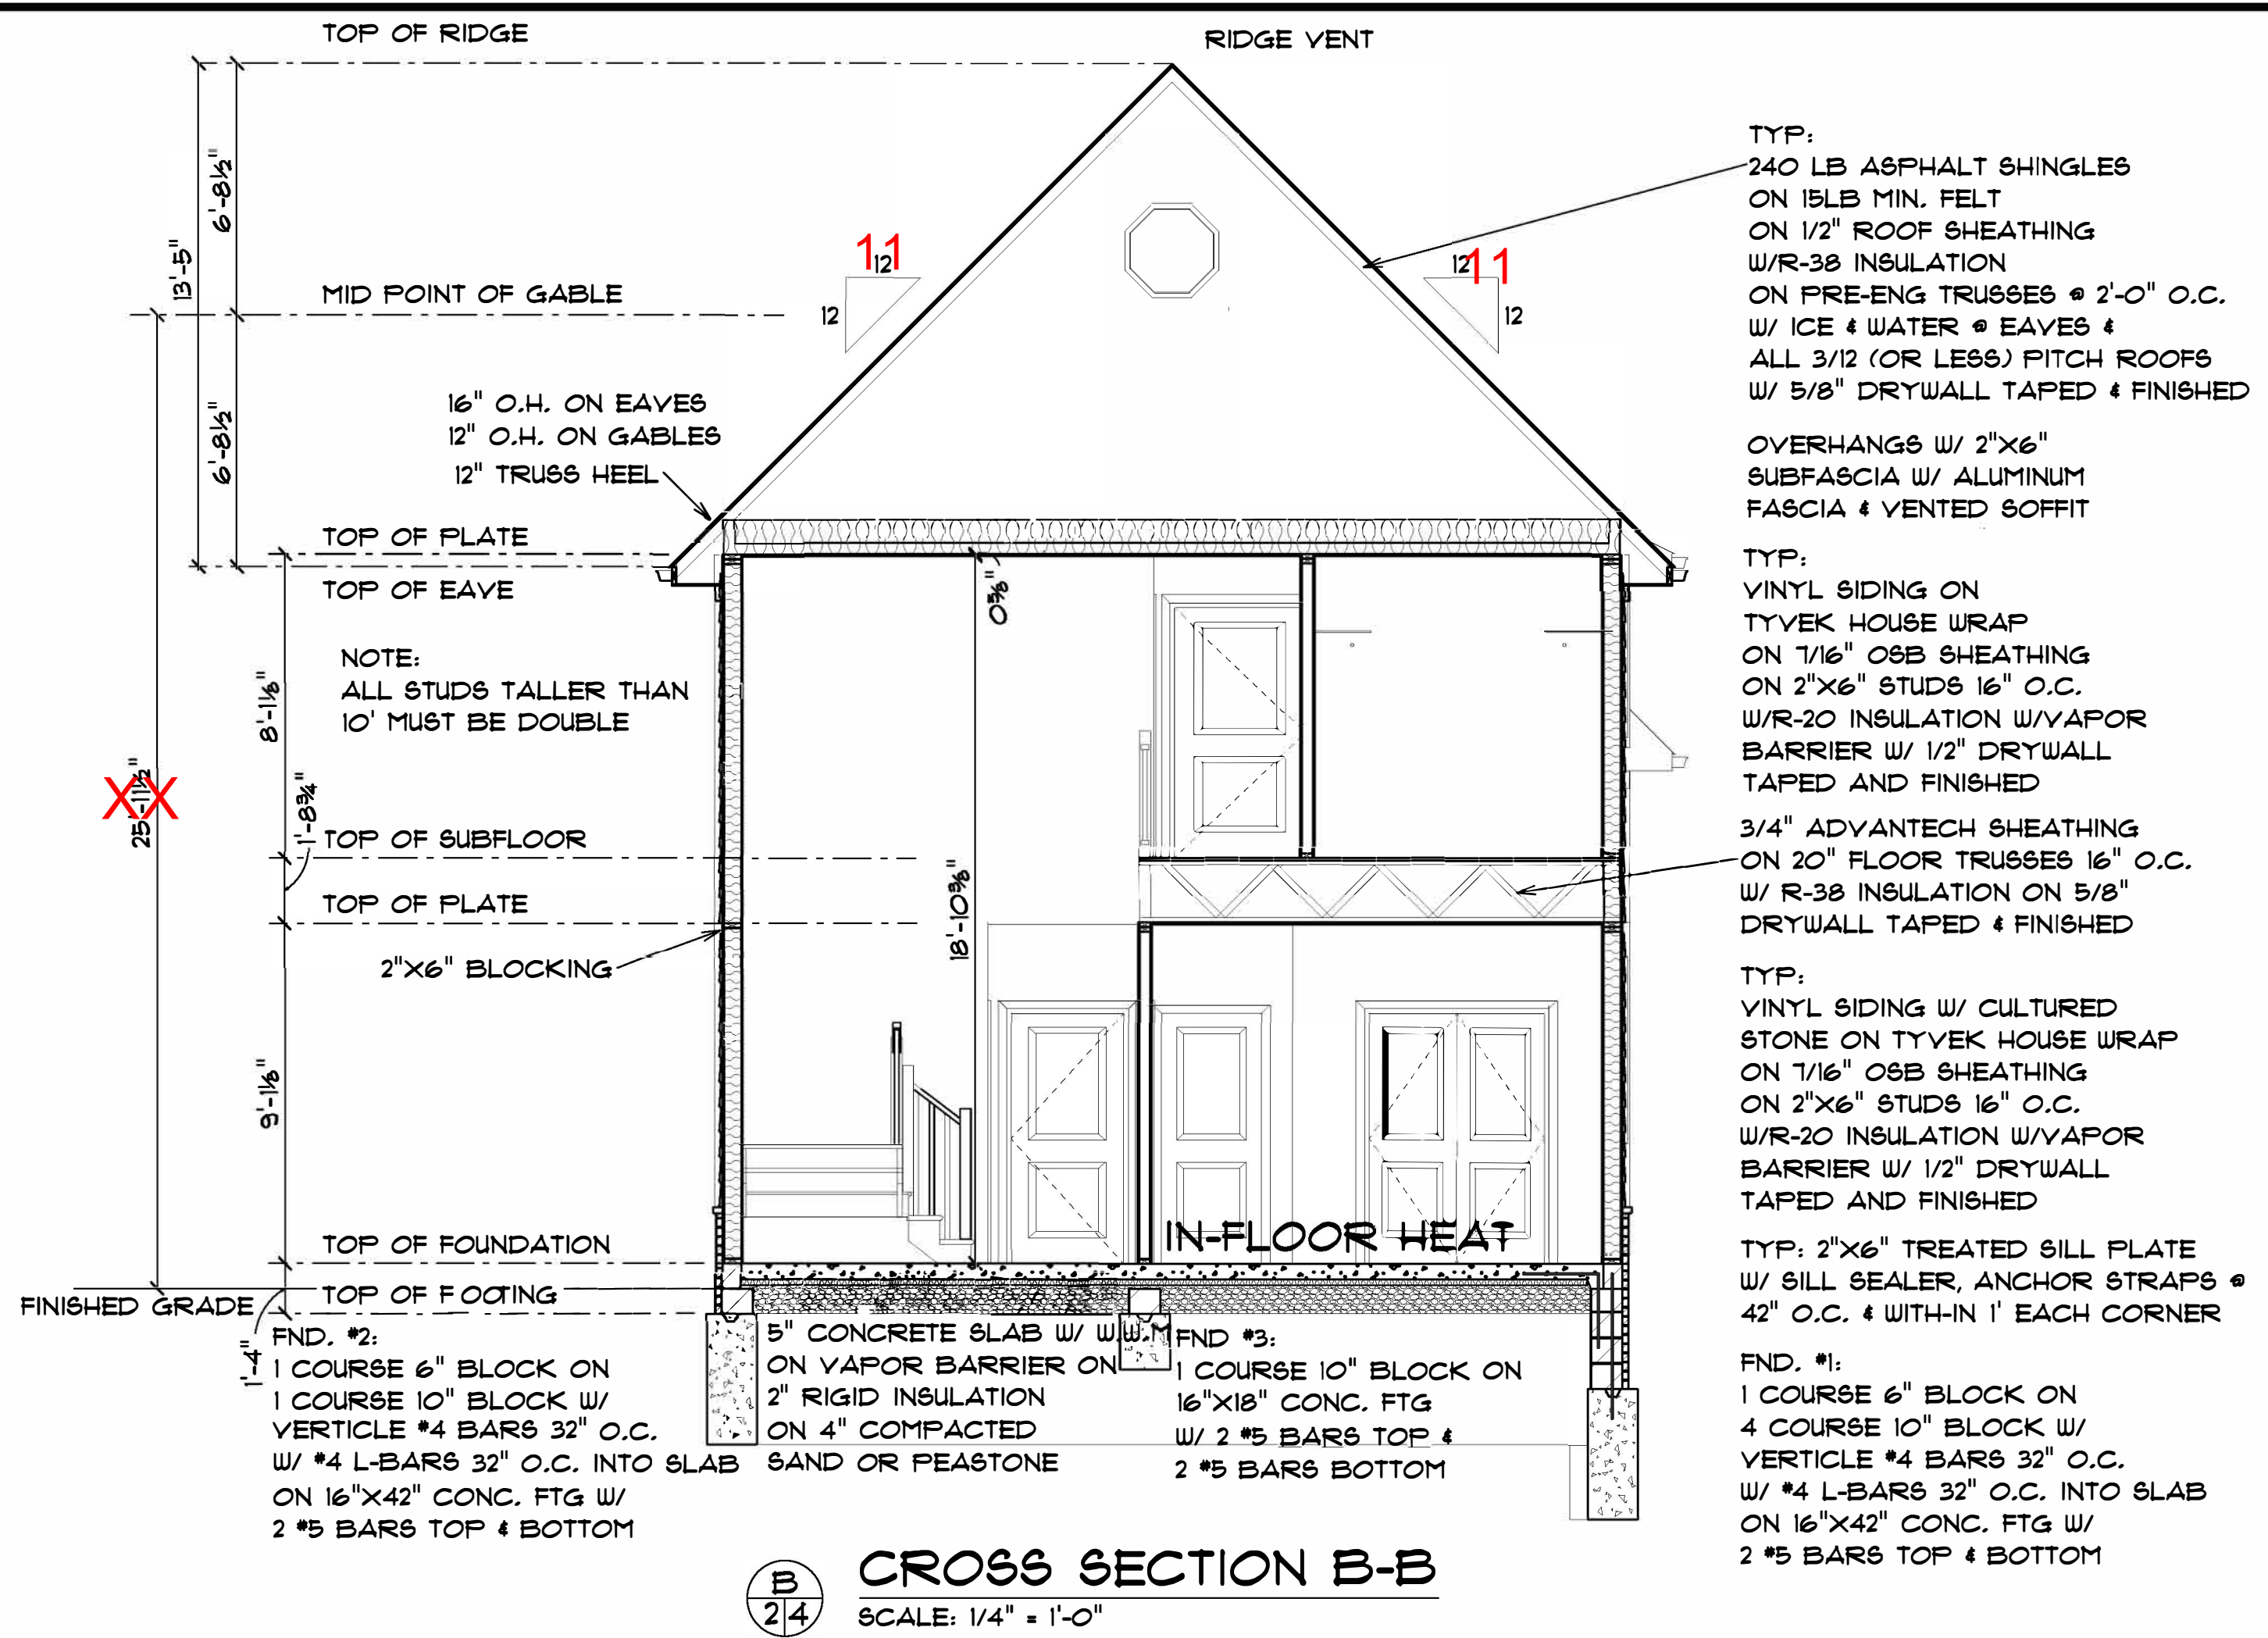 TOP OF RIDGE
RIDGE VENT
6'-8½"
13'-5"
MID POINT OF GABLE
11
12
12
11
12
12
16" O.H. ON EAVES
12" O.H. ON GABLES
12" TRUSS HEEL
6'-8½"
TOP OF PLATE
TOP OF EAVE
0⅜"
NOTE:
ALL STUDS TALLER THAN
10' MUST BE DOUBLE
8'-1⅛"
XX
25'-11½"
1'-8¾"
TOP OF SUBFLOOR
TOP OF PLATE
18'-10⅜"
2"X6" BLOCKING
9'-1⅛"
IN-FLOOR HEAT
TOP OF FOUNDATION
TOP OF FOOTING
FINISHED GRADE
1'-4"
FND. #2:
1 COURSE 6" BLOCK ON
1 COURSE 10" BLOCK W/
VERTICLE #4 BARS 32" O.C.
W/ #4 L-BARS 32" O.C. INTO SLAB
ON 16"X42" CONC. FTG W/
2 #5 BARS TOP & BOTTOM
5" CONCRETE SLAB W/ W.W.M
ON VAPOR BARRIER ON
2" RIGID INSULATION
ON 4" COMPACTED
SAND OR PEASTONE
FND #3:
1 COURSE 10" BLOCK ON
16"X18" CONC. FTG
W/ 2 #5 BARS TOP &
2 #5 BARS BOTTOM
TYP:
240 LB ASPHALT SHINGLES
ON 15LB MIN. FELT
ON 1/2" ROOF SHEATHING
W/R-38 INSULATION
ON PRE-ENG TRUSSES @ 2'-0" O.C.
W/ ICE & WATER @ EAVES &
ALL 3/12 (OR LESS) PITCH ROOFS
W/ 5/8" DRYWALL TAPED & FINISHED
OVERHANGS W/ 2"X6"
SUBFASCIA W/ ALUMINUM
FASCIA & VENTED SOFFIT
TYP:
VINYL SIDING ON
TYVEK HOUSE WRAP
ON 7/16" OSB SHEATHING
ON 2"X6" STUDS 16" O.C.
W/R-20 INSULATION W/VAPOR
BARRIER W/ 1/2" DRYWALL
TAPED AND FINISHED
3/4" ADVANTECH SHEATHING
ON 20" FLOOR TRUSSES 16" O.C.
W/ R-38 INSULATION ON 5/8"
DRYWALL TAPED & FINISHED
TYP:
VINYL SIDING W/ CULTURED
STONE ON TYVEK HOUSE WRAP
ON 7/16" OSB SHEATHING
ON 2"X6" STUDS 16" O.C.
W/R-20 INSULATION W/VAPOR
BARRIER W/ 1/2" DRYWALL
TAPED AND FINISHED
TYP: 2"X6" TREATED SILL PLATE
W/ SILL SEALER, ANCHOR STRAPS @
42" O.C. & WITH-IN 1' EACH CORNER
FND. #1:
1 COURSE 6" BLOCK ON
4 COURSE 10" BLOCK W/
VERTICLE #4 BARS 32" O.C.
W/ #4 L-BARS 32" O.C. INTO SLAB
ON 16"X42" CONC. FTG W/
2 #5 BARS TOP & BOTTOM
B
2 4
CROSS SECTION B-B
SCALE: 1/4" = 1'-0"